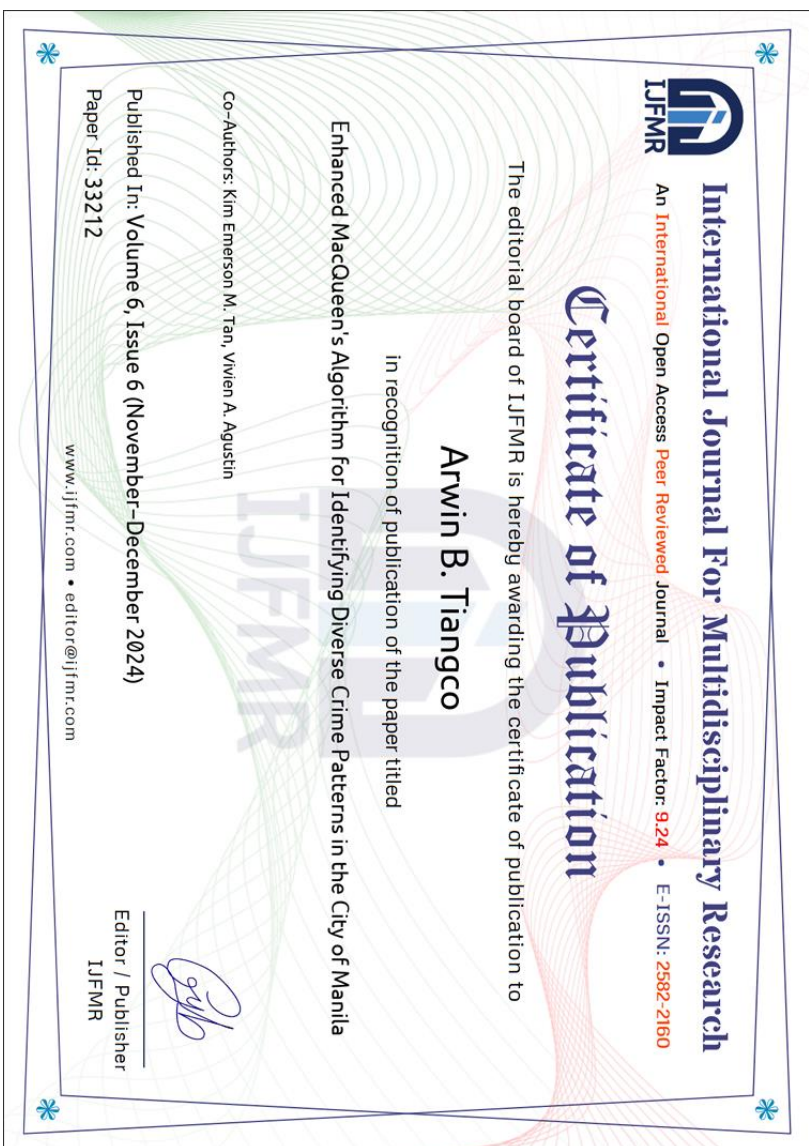 IJFMR
International Journal For Multidisciplinary Research
An International Open Access Peer Reviewed Journal • Impact Factor: 9.24 • E-ISSN: 2582-2160
Certificate of Publication
The editorial board of IJFMR is hereby awarding the certificate of publication to
Arwin B. Tiangco
in recognition of publication of the paper titled
Enhanced MacQueen's Algorithm for Identifying Diverse Crime Patterns in the City of Manila
Co-Authors: Kim Emerson M. Tan, Vivien A. Agustin
IJFMR
Published In: Volume 6, Issue 6 (November-December 2024)
Paper Id: 33212
Editor / Publisher
IJFMR
www.ijfmr.com • editor@ijfmr.com